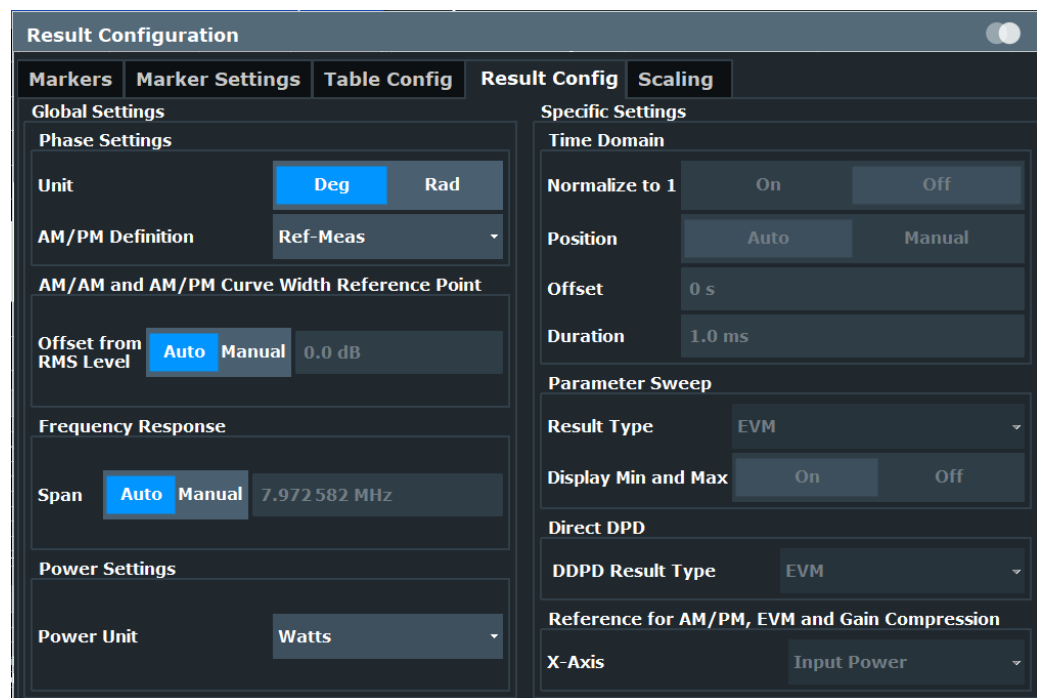 Result Configuration
Markers
Marker Settings
Table Config
Result Config
Scaling
Global Settings
Phase Settings
Unit
Deg
Rad
AM/PM Definition
Ref-Meas
AM/AM and AM/PM Curve Width Reference Point
Offset from
RMS Level
Auto
Manual
0.0 dB
Frequency Response
Span
Auto
Manual
7.972 582 MHz
Power Settings
Power Unit
Watts
Specific Settings
Time Domain
Normalize to 1
On
Off
Position
Auto
Manual
Offset
0 s
Duration
1.0 ms
Parameter Sweep
Result Type
EVM
Display Min and Max
On
Off
Direct DPD
DDPD Result Type
EVM
Reference for AM/PM, EVM and Gain Compression
X-Axis
Input Power